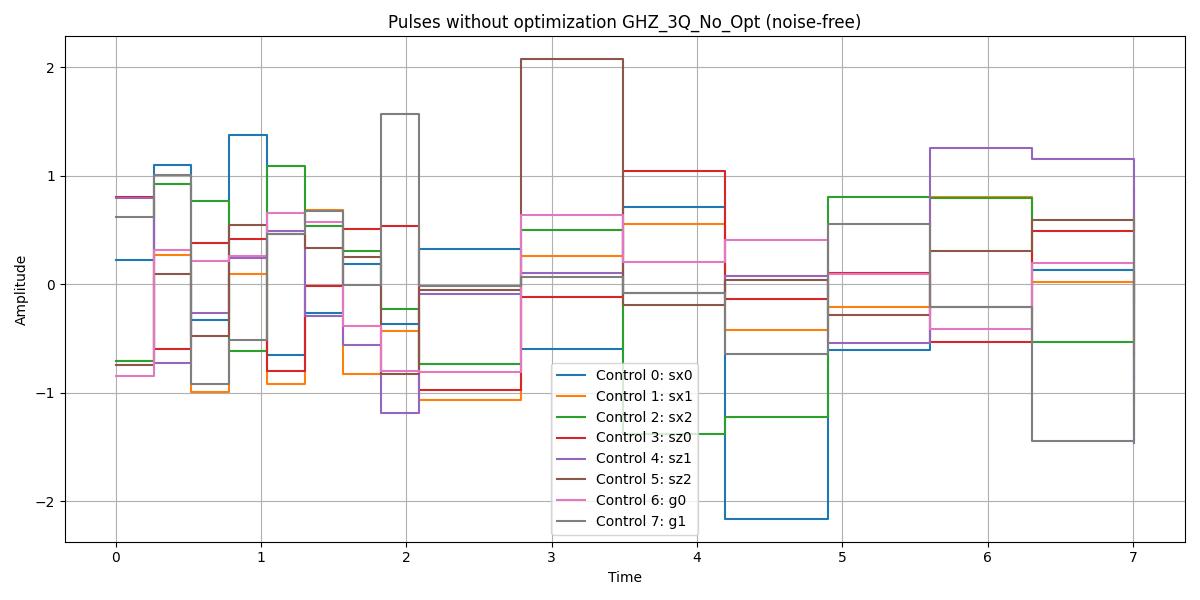 Pulses without optimization GHZ_3Q_No_Opt (noise-free)
Amplitude
2
1
0
−1
−2
Control 0: sx0
Control 1: sx1
Control 2: sx2
Control 3: sz0
Control 4: sz1
Control 5: sz2
Control 6: g0
Control 7: g1
0 1 2 3 4 5 6 7
Time